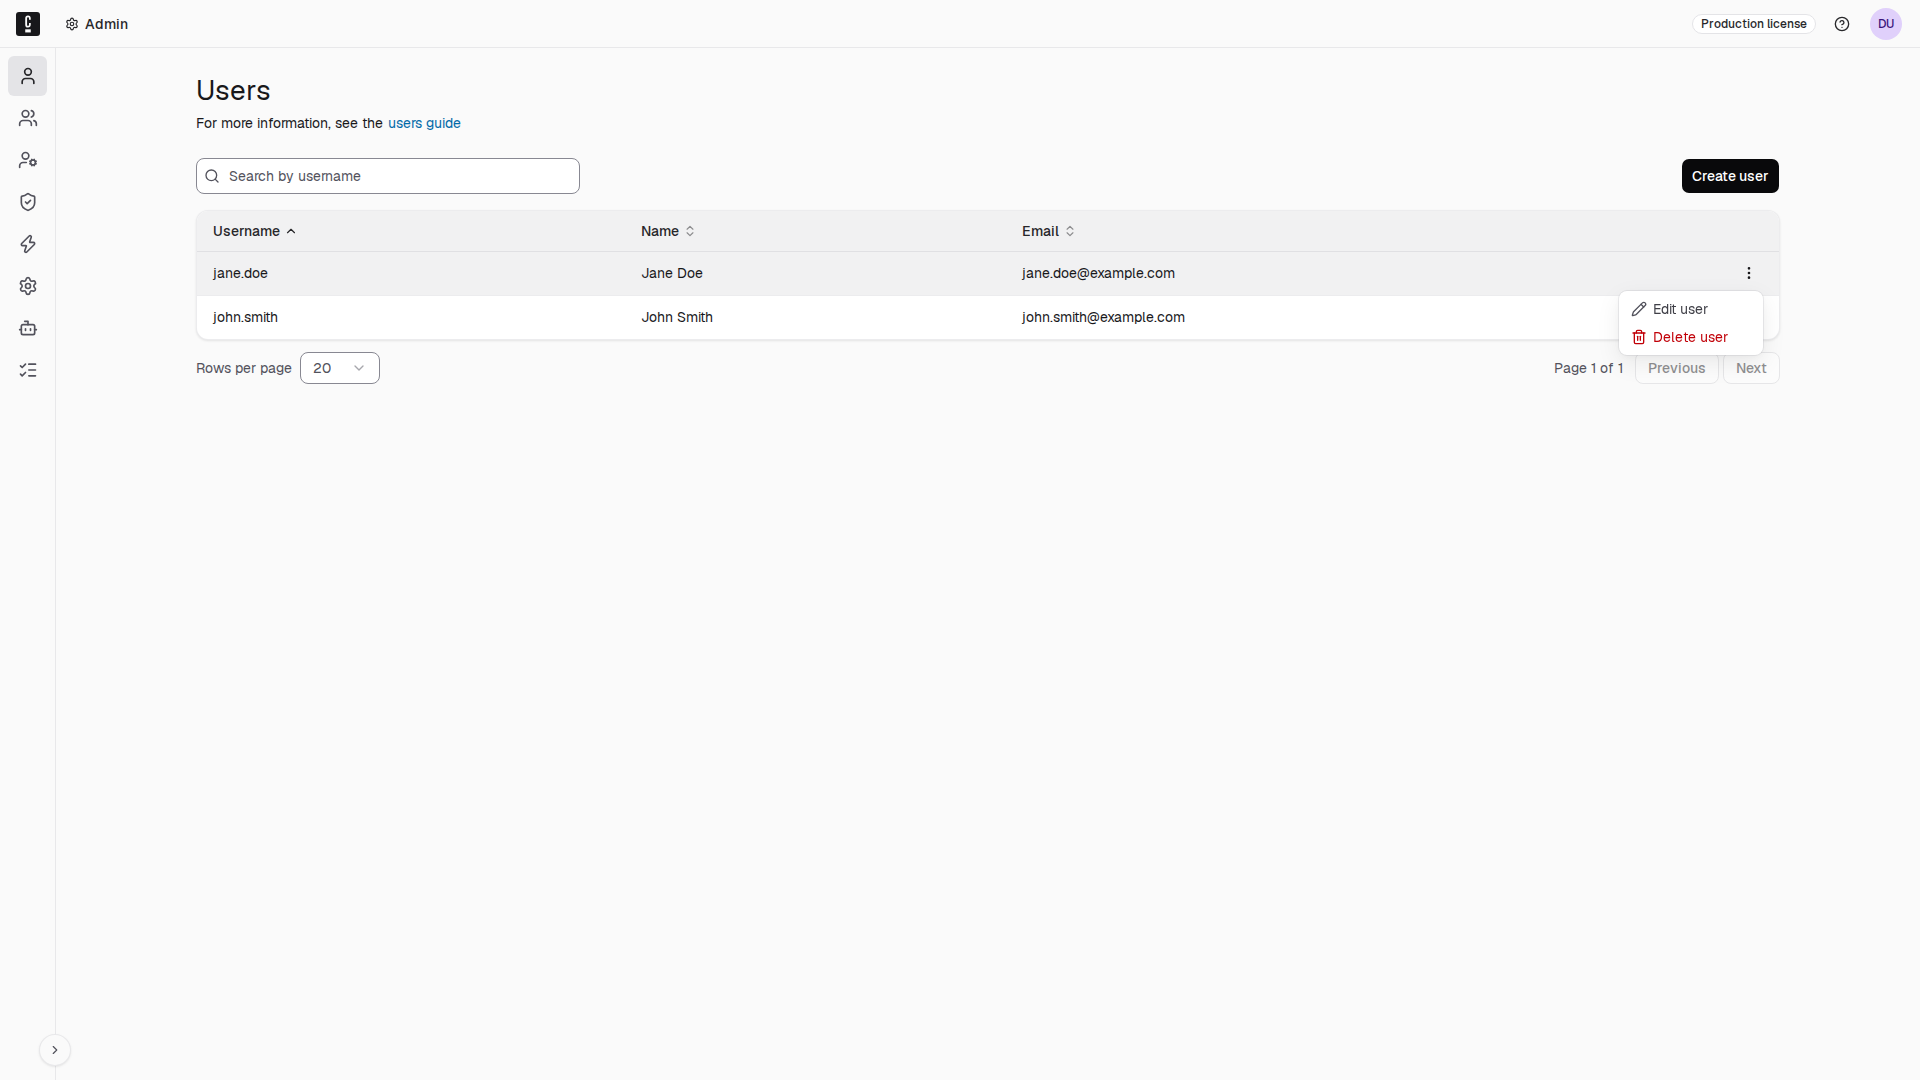 Admin
Production license
DU
Users
For more information, see the users guide
Search by username
Create user
Username Name Email
jane.doe Jane Doe jane.doe@example.com
john.smith John Smith john.smith@example.com
Edit user
Delete user
Rows per page 20
Page 1 of 1 Previous Next